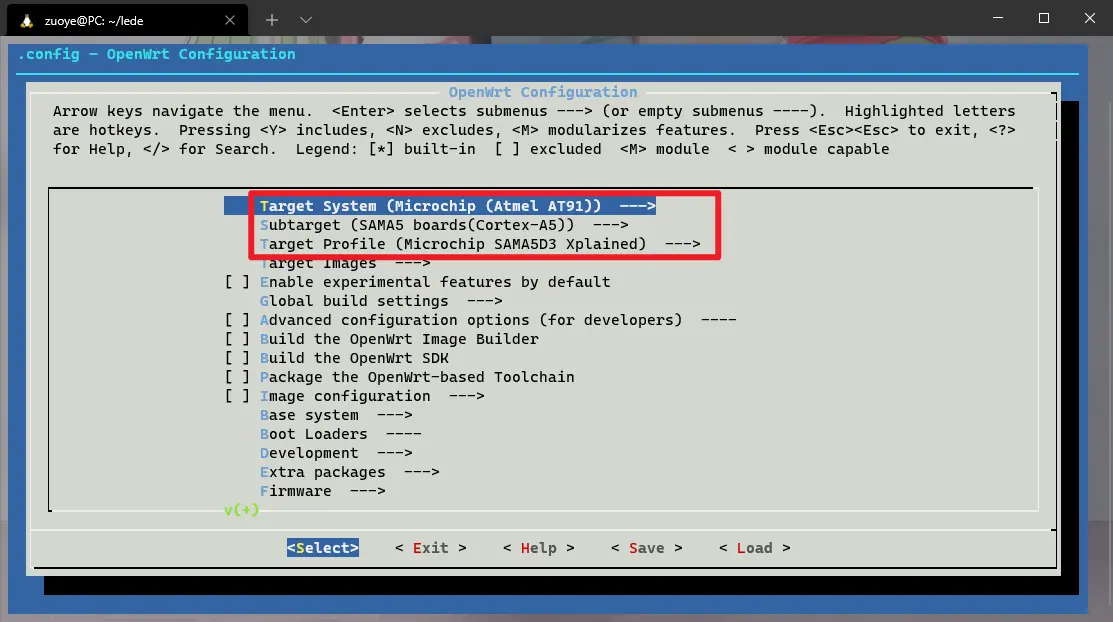 zuoye@PC: ~/lede
.config - OpenWrt Configuration
OpenWrt Configuration
Arrow keys navigate the menu.  <Enter> selects submenus ---> (or empty submenus ----).  Highlighted letters
are hotkeys.  Pressing <Y> includes, <N> excludes, <M> modularizes features.  Press <Esc><Esc> to exit, <?>
for Help, </> for Search.  Legend: [*] built-in  [ ] excluded  <M> module  < > module capable
Target System (Microchip (Atmel AT91))  --->
Subtarget (SAMA5 boards(Cortex-A5))  --->
Target Profile (Microchip SAMA5D3 Xplained)  --->
Target Images  --->
[ ] Enable experimental features by default
Global build settings  --->
[ ] Advanced configuration options (for developers)  ----
[ ] Build the OpenWrt Image Builder
[ ] Build the OpenWrt SDK
[ ] Package the OpenWrt-based Toolchain
[ ] Image configuration  --->
Base system  --->
Boot Loaders  ----
Development  --->
Extra packages  --->
Firmware  --->
v(+)
<Select>    < Exit >    < Help >    < Save >    < Load >